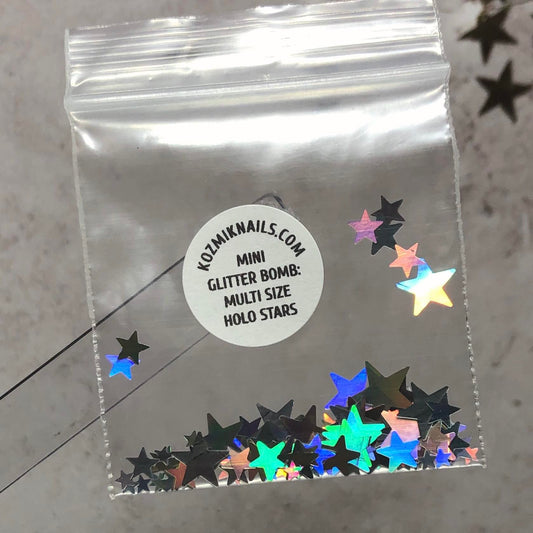 KOZMIKNAILS.COM
MINI
GLITTER BOMB:
MULTI SIZE
HOLO STARS